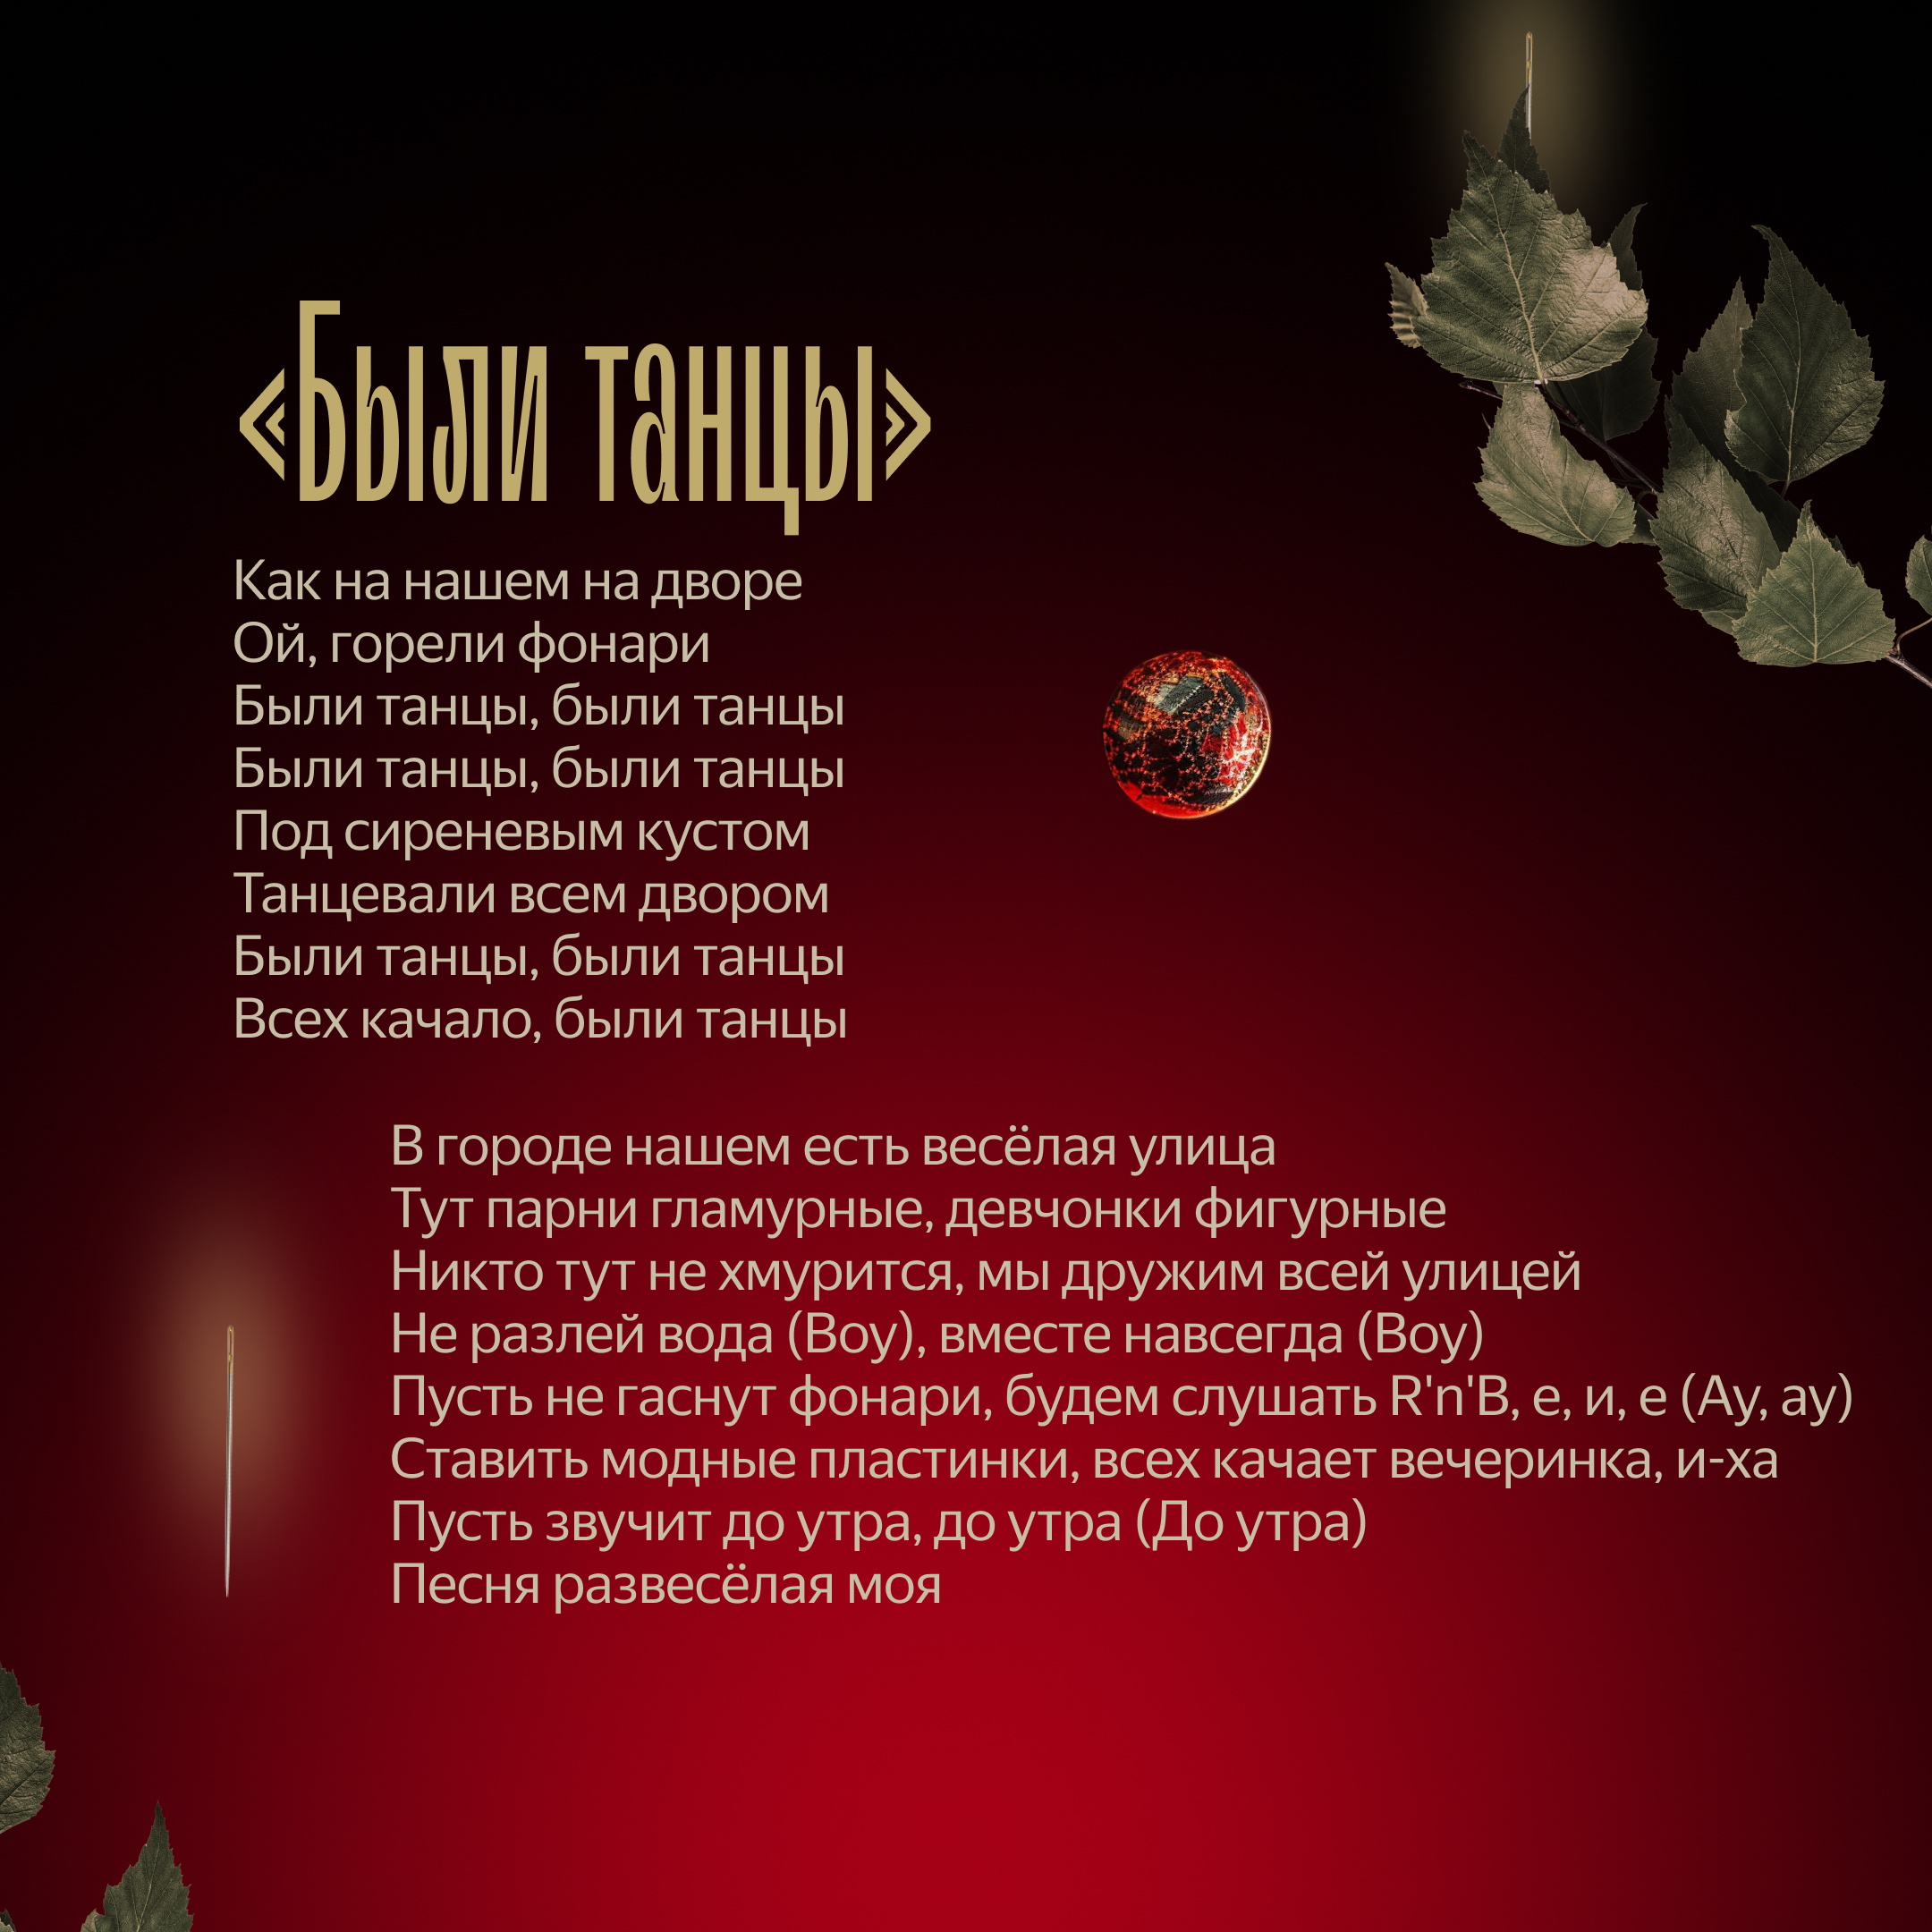 «Были танцы»
Как на нашем на дворе
Ой, горели фонари
Были танцы, были танцы
Были танцы, были танцы
Под сиреневым кустом
Танцевали всем двором
Были танцы, были танцы
Всех качало, были танцы
В городе нашем есть весёлая улица
Тут парни гламурные, девчонки фигурные
Никто тут не хмурится, мы дружим всей улицей
Не разлей вода (Воу), вместе навсегда (Воу)
Пусть не гаснут фонари, будем слушать R'n'B, е, и, е (Ау, ау)
Ставить модные пластинки, всех качает вечеринка, и-ха
Пусть звучит до утра, до утра (До утра)
Песня развесёлая моя